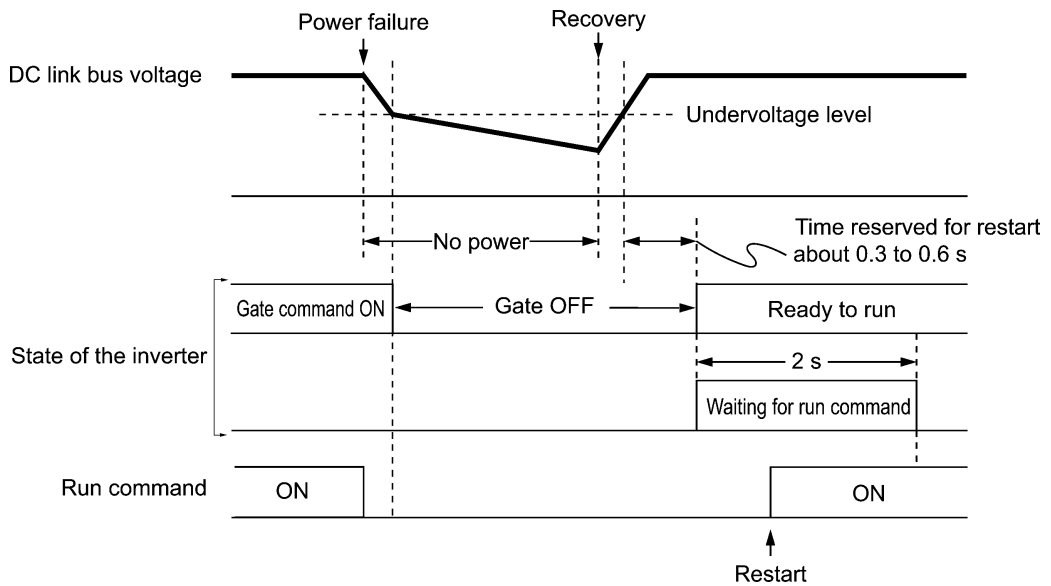 Power failure
Recovery
DC link bus voltage
Undervoltage level
No power
Time reserved for restart
about 0.3 to 0.6 s
Gate command ON
Gate OFF
Ready to run
State of the inverter
2 s
Waiting for run command
Run command
ON
ON
Restart